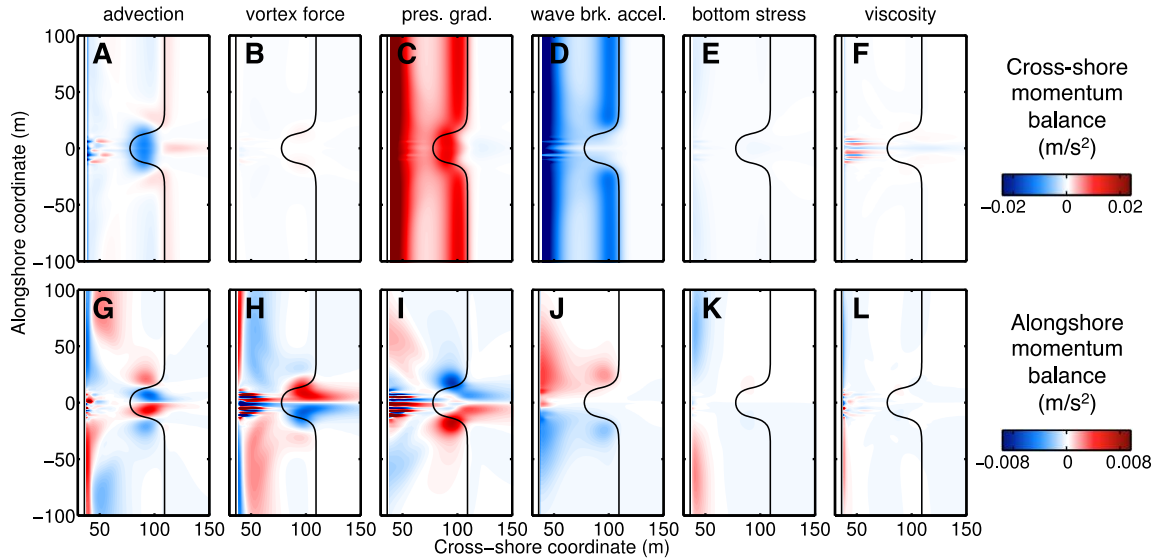 advection vortex force pres. grad. wave brk. accel. bottom stress viscosity
A B C D E F
100
50
0
−50
−100
Cross-shore
momentum
balance
(m/s²)
−0.02 0 0.02
Alongshore coordinate (m)
G H I J K L
100
50
0
−50
−100
Alongshore
momentum
balance
(m/s²)
−0.008 0 0.008
50 100 150 50 100 150 50 100 150 50 100 150 50 100 150 50 100 150
Cross−shore coordinate (m)